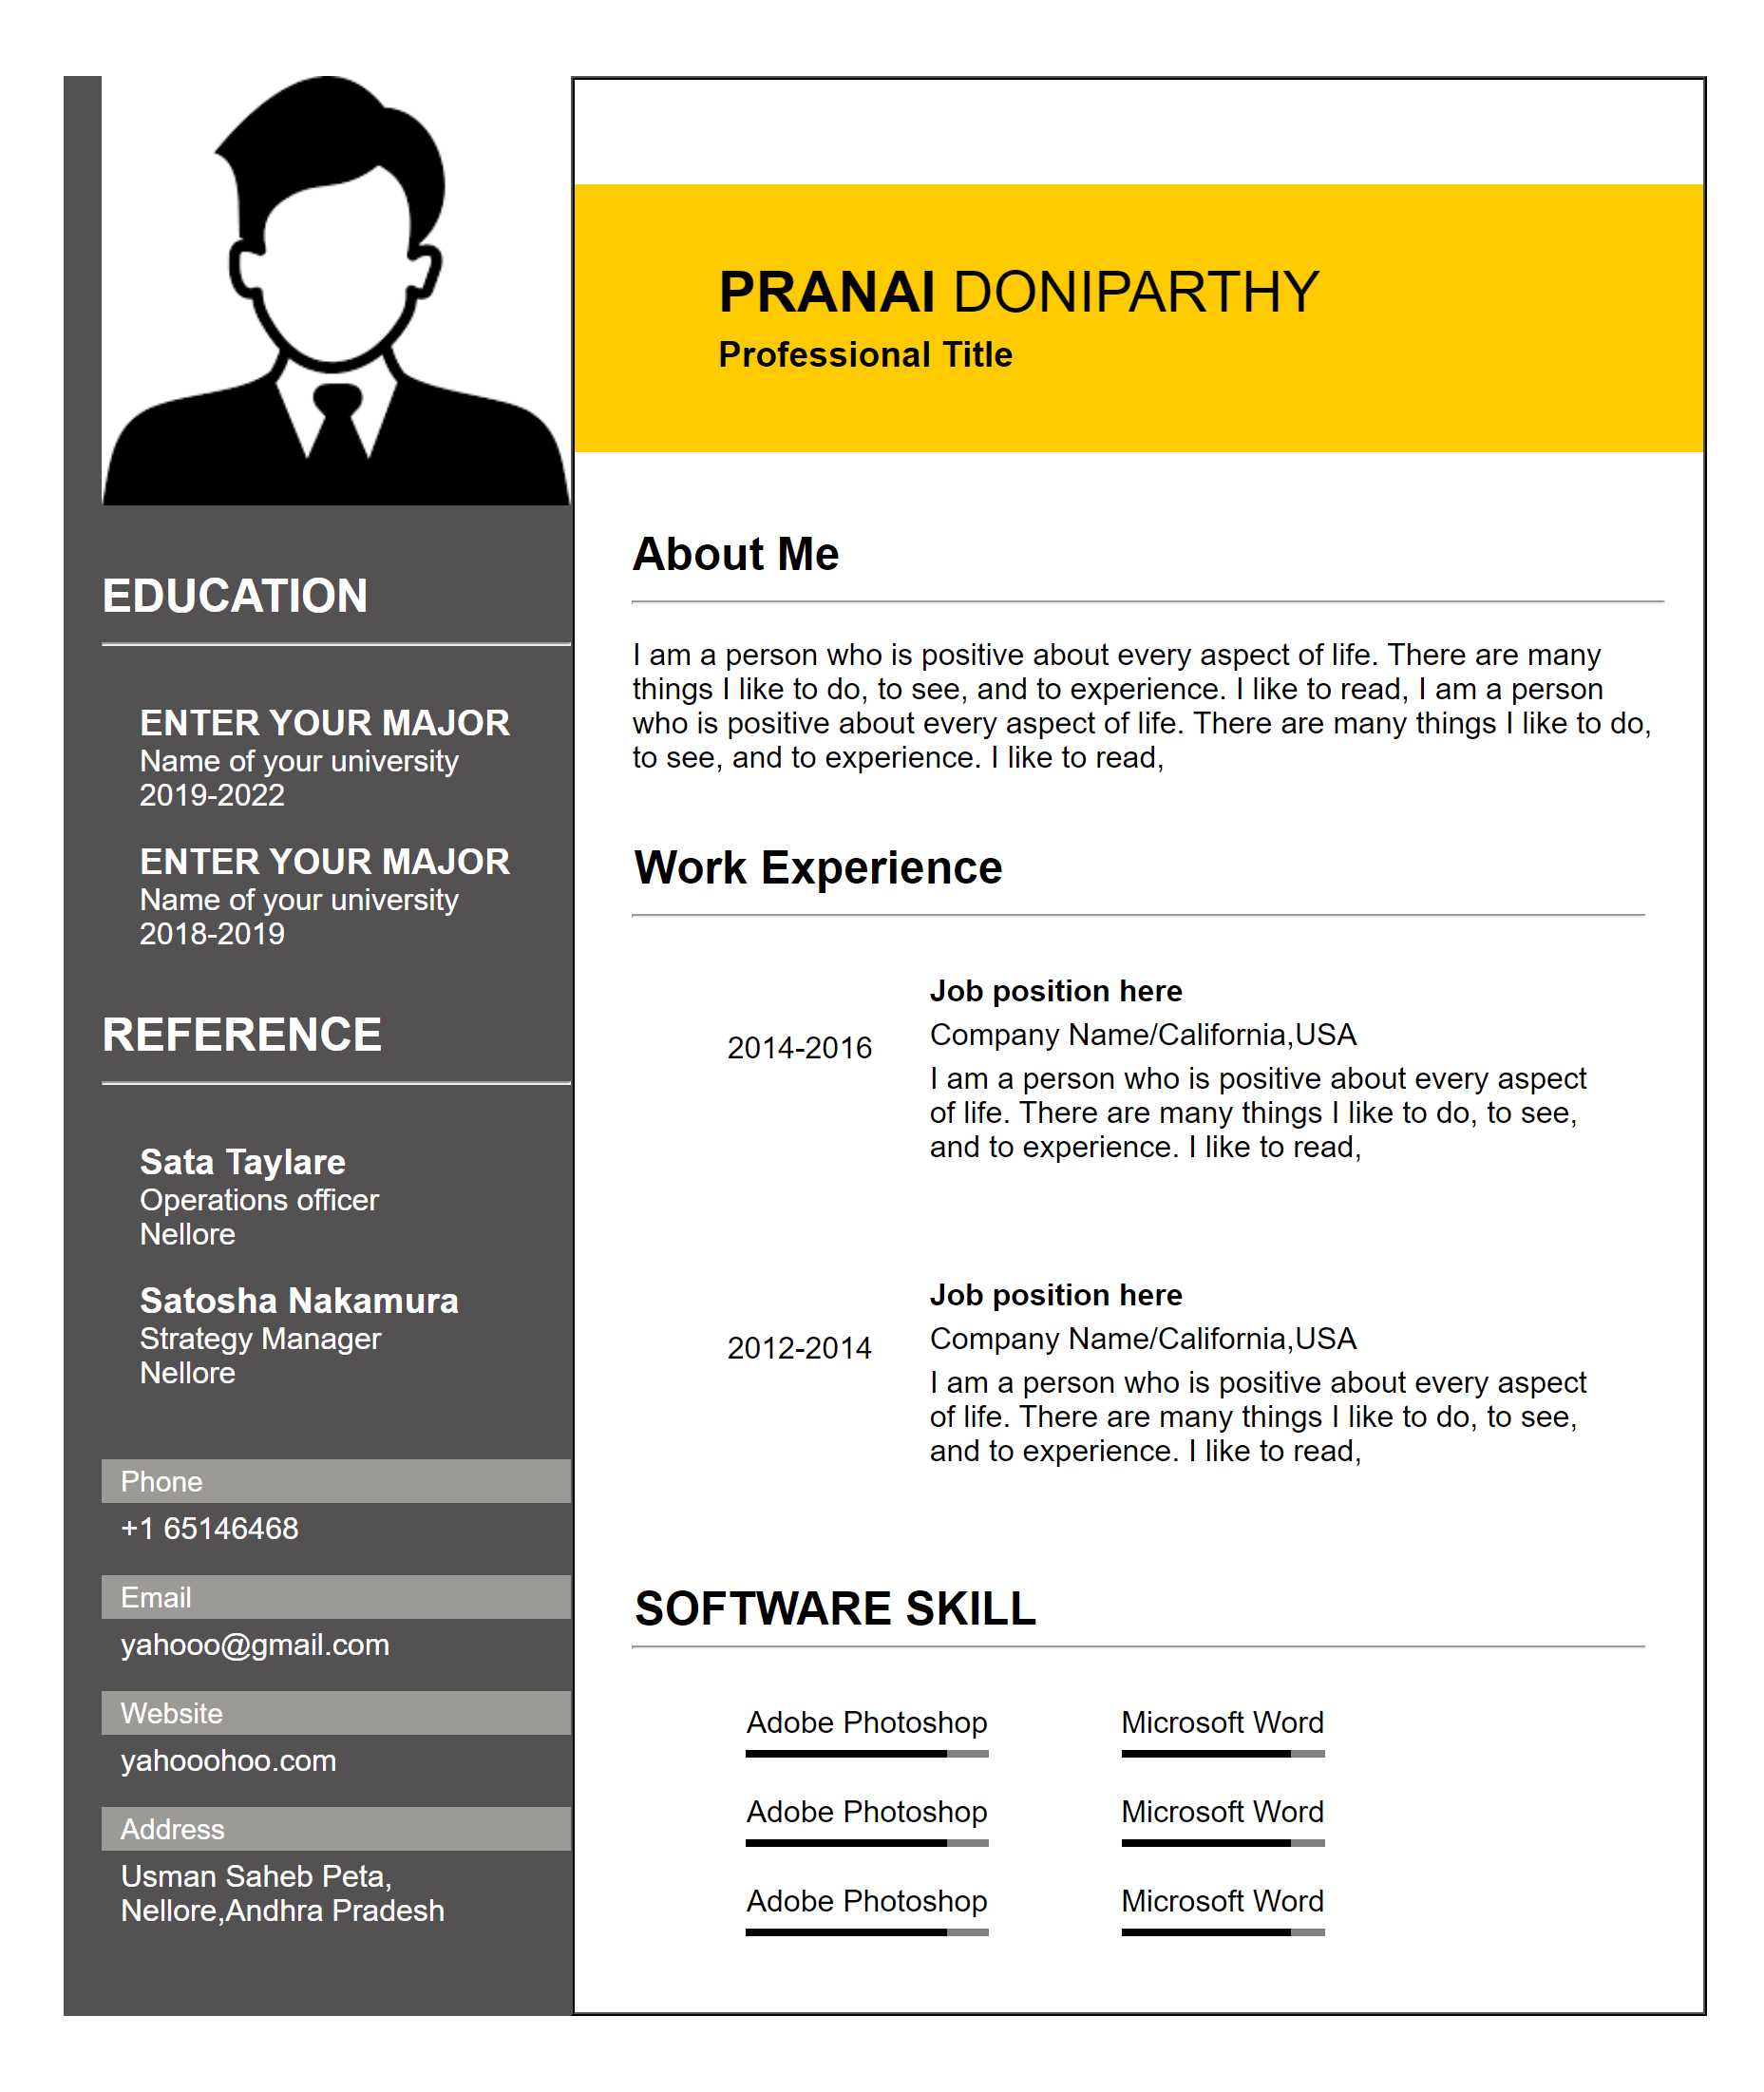 PRANAI DONIPARTHY
Professional Title
EDUCATION
ENTER YOUR MAJOR
Name of your university
2019-2022
ENTER YOUR MAJOR
Name of your university
2018-2019
REFERENCE
Sata Taylare
Operations officer
Nellore
Satosha Nakamura
Strategy Manager
Nellore
Phone
+1 65146468
Email
yahooo@gmail.com
Website
yahooohoo.com
Address
Usman Saheb Peta,
Nellore,Andhra Pradesh
About Me
I am a person who is positive about every aspect of life. There are many
things I like to do, to see, and to experience. I like to read, I am a person
who is positive about every aspect of life. There are many things I like to do,
to see, and to experience. I like to read,
Work Experience
2014-2016
Job position here
Company Name/California,USA
I am a person who is positive about every aspect
of life. There are many things I like to do, to see,
and to experience. I like to read,
2012-2014
Job position here
Company Name/California,USA
I am a person who is positive about every aspect
of life. There are many things I like to do, to see,
and to experience. I like to read,
SOFTWARE SKILL
Adobe Photoshop Microsoft Word
Adobe Photoshop Microsoft Word
Adobe Photoshop Microsoft Word